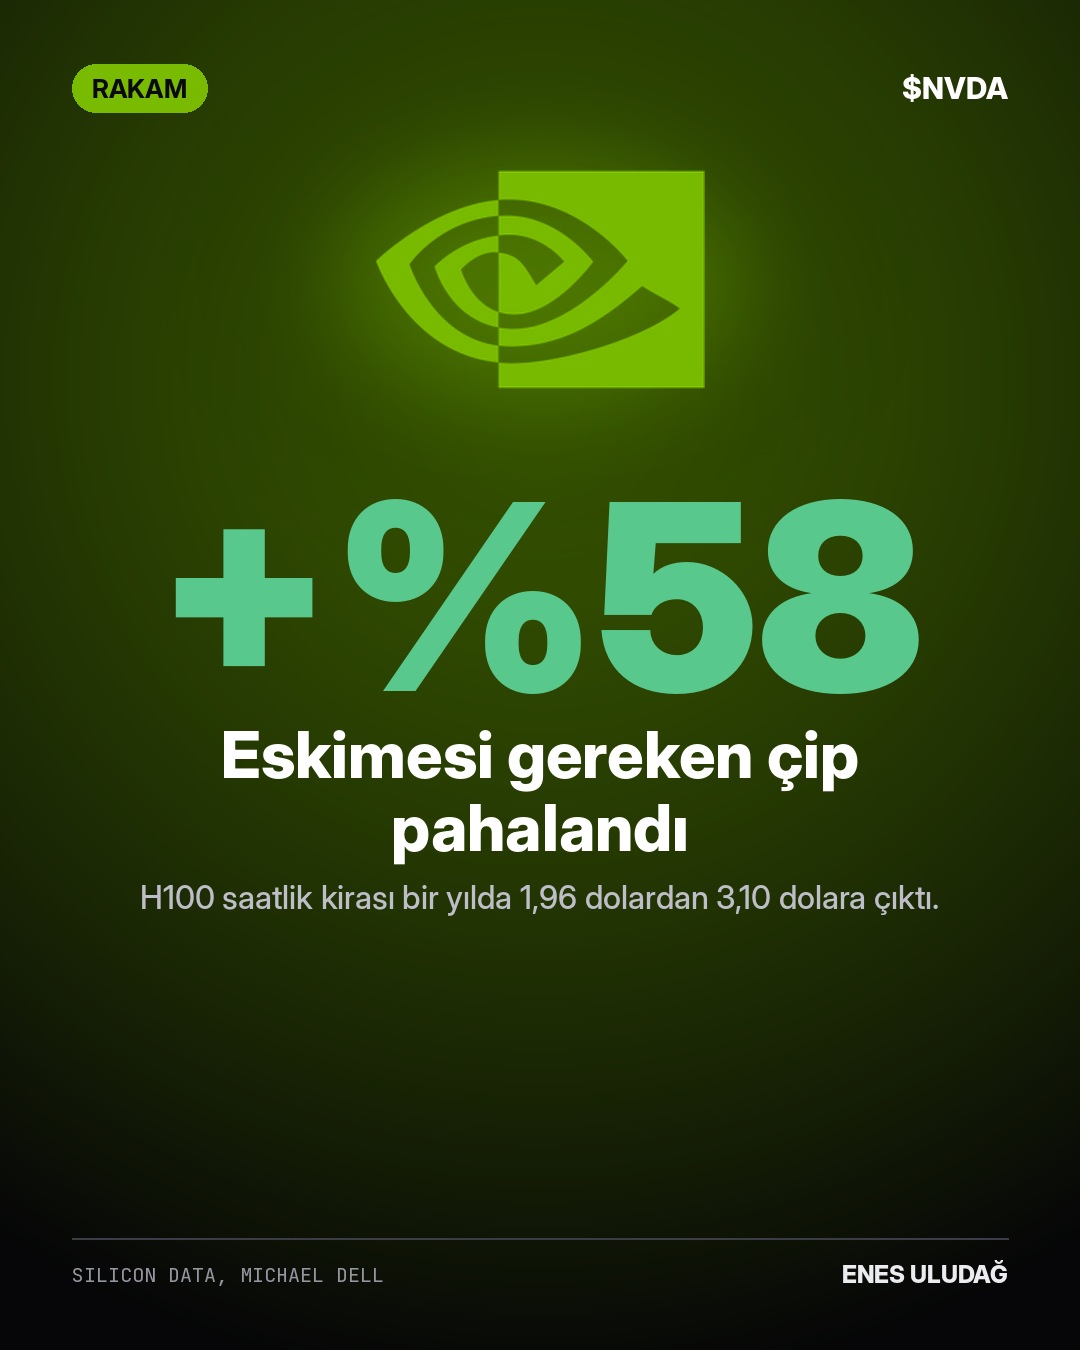 RAKAM
$NVDA
+%58
Eskimesi gereken çip
pahalandı
H100 saatlik kirası bir yılda 1,96 dolardan 3,10 dolara çıktı.
SILICON DATA, MICHAEL DELL
ENES ULUDAĞ